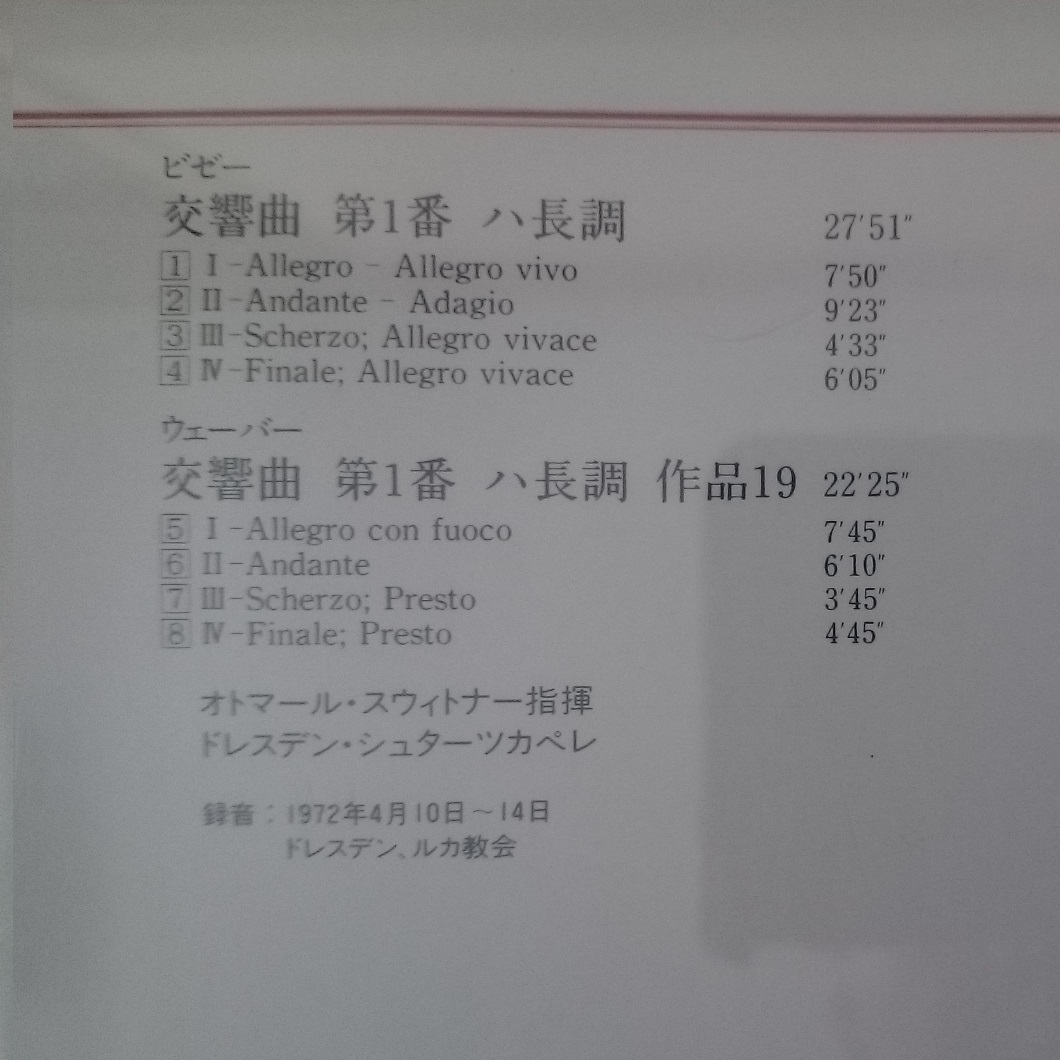 ビゼー
交響曲 第1番 ハ長調 27′51″
1 Ⅰ-Allegro - Allegro vivo 7′50″
2 Ⅱ-Andante - Adagio 9′23″
3 Ⅲ-Scherzo; Allegro vivace 4′33″
4 Ⅳ-Finale; Allegro vivace 6′05″
ウェーバー
交響曲 第1番 ハ長調 作品19 22′25″
5 Ⅰ-Allegro con fuoco 7′45″
6 Ⅱ-Andante 6′10″
7 Ⅲ-Scherzo; Presto 3′45″
8 Ⅳ-Finale; Presto 4′45″
オトマール・スウィトナー指揮
ドレスデン・シュターツカペレ
録音：1972年4月10日〜14日
ドレスデン、ルカ教会